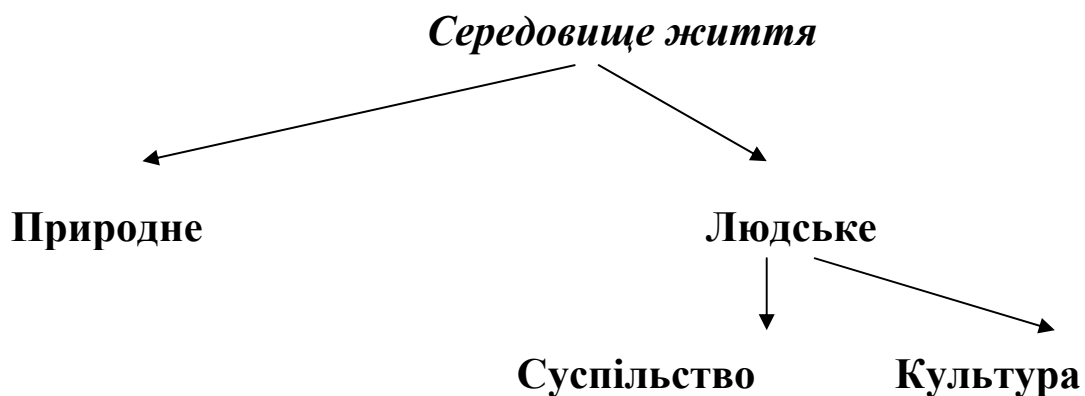 Середовище життя
Природне Людське
Суспільство Культура